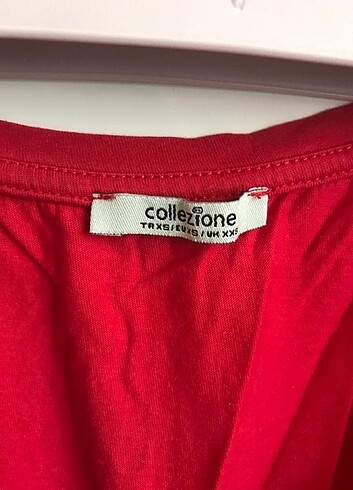 collezione
TR XS / EU XS / UK XXS